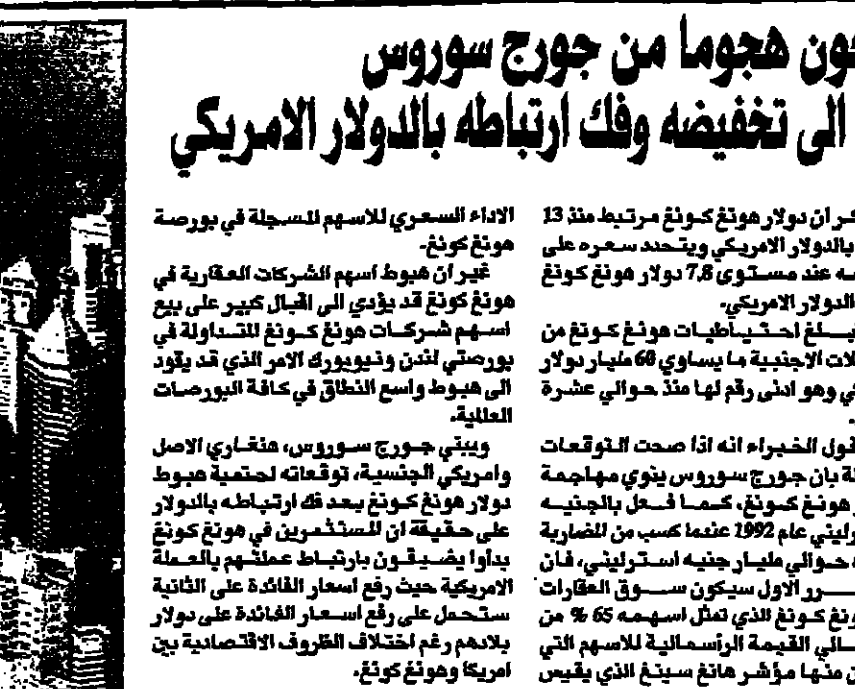 هجوما من جورج سوروس
الى تخفيضه وفك ارتباطه بالدولار الامريكي
ان دولار هونغ كونغ مرتبط منذ 13
بالدولار الامريكي ويتحدد سعره على
عند مستوى 7,8 دولار هونغ كونغ
الدولار الامريكي.
احتياطيات هونغ كونغ من
الاجنبية ما يساوي 60 مليار دولار
وهو ادنى رقم لها منذ حوالي عشرة
الخبراء انه اذا صحت التوقعات
بان جورج سوروس ينوي مهاجمة
هونغ كونغ، كما فعل بالجنيه
عام 1992 عندما كسب من المضاربة
حوالي مليار جنيه استرليني، فان
الاول سيكون سوق العقارات
كونغ الذي تمثل اسهمه 65 % من
القيمة الرأسمالية للاسهم التي
منها مؤشر هانغ سينغ الذي يقيس
الاداء السعري للاسهم المسجلة في بورصة
هونغ كونغ.
غير ان هبوط اسهم الشركات العقارية في
هونغ كونغ قد يؤدي الى اقبال كبير على بيع
اسهم شركات هونغ كونغ المتداولة في
بورصتي لندن ونيويورك الامر الذي قد يقود
الى هبوط واسع النطاق في كافة البورصات
العالمية.
ويبني جورج سوروس، هنغاري الاصل
وامريكي الجنسية، توقعاته لحتمية هبوط
دولار هونغ كونغ بعد فك ارتباطه بالدولار
على حقيقة ان المستثمرين في هونغ كونغ
بدأوا يضيقون بارتباط عملتهم بالعملة
الامريكية حيث رفع اسعار الفائدة على الثانية
ستحمل على رفع اسعار الفائدة على دولار
بلادهم رغم اختلاف الظروف الاقتصادية بين
امريكا وهونغ كونغ.